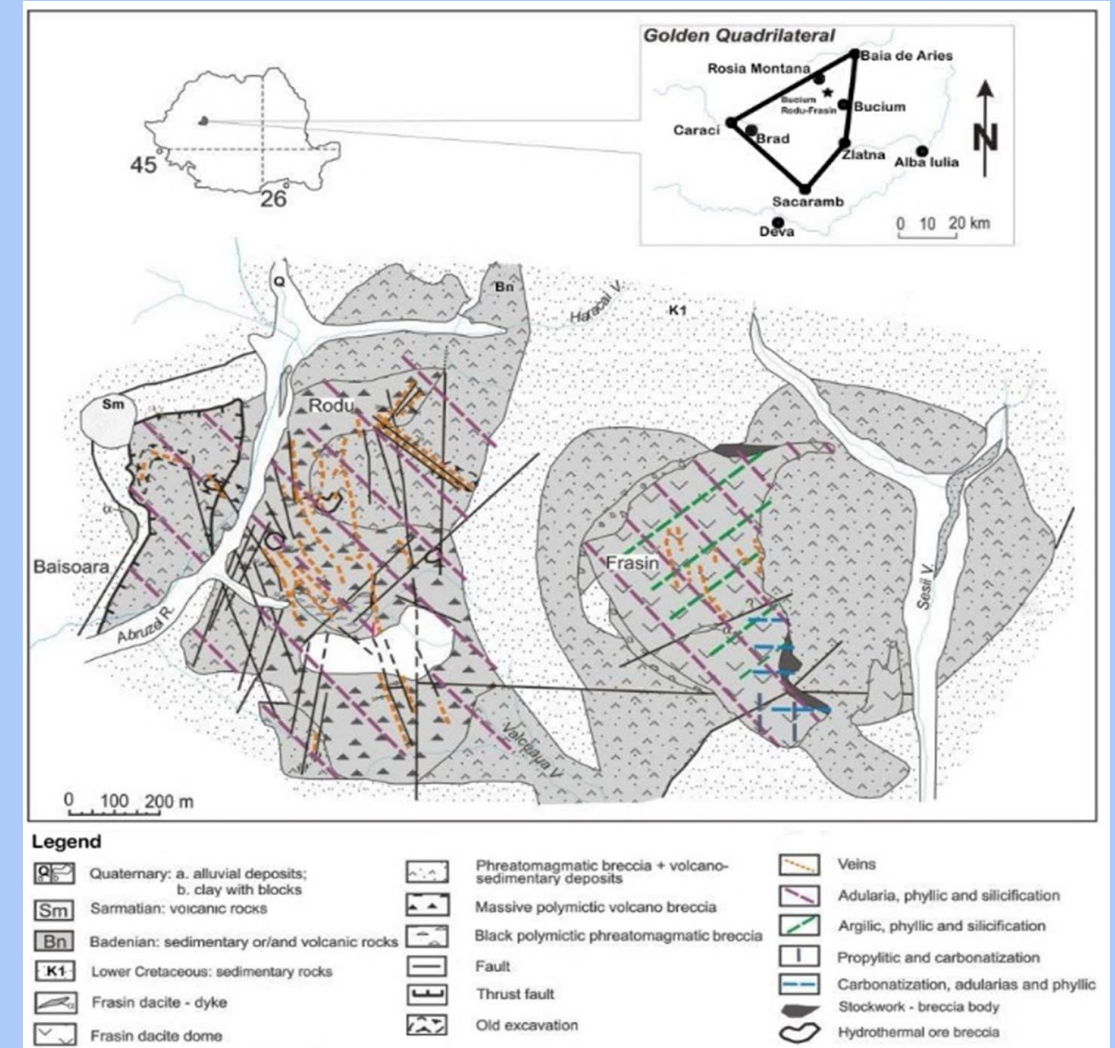 Golden Quadrilateral
Baia de Aries
Rosia Montana
Bucium
Rodu-Frasin
Bucium
Caraci
Brad
Zlatna
Alba Iulia
Sacaramb
Deva
N
0 10 20 km
45°
26°
Q
Bn
Haracai V.
K1
Sm
Rodu
α
Baisoara
Frasin
?
α
Abruzel R.
Sesii V.
Valceaua V.
0 100 200 m
Legend
Q Quaternary: a. alluvial deposits;
b. clay with blocks
Sm Sarmatian: volcanic rocks
Bn Badenian: sedimentary or/and volcanic rocks
K1 Lower Cretaceous: sedimentary rocks
α Frasin dacite - dyke
Frasin dacite dome
Phreatomagmatic breccia + volcano-
sedimentary deposits
Massive polymictic volcano breccia
Black polymictic phreatomagmatic breccia
Fault
Thrust fault
Old excavation
Veins
Adularia, phyllic and silicification
Argilic, phyllic and silicification
Propylitic and carbonatization
Carbonatization, adularias and phyllic
Stockwork - breccia body
Hydrothermal ore breccia